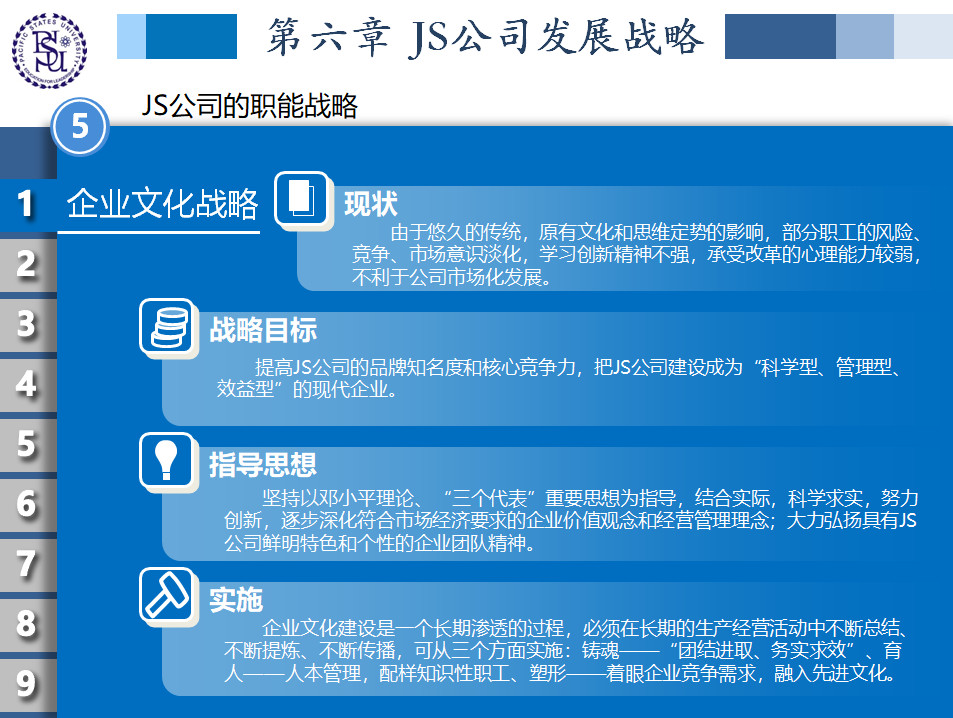 PACIFIC STATES UNIVERSITY
PSU
EDUCATION FOR LEADERSHIP
第六章 JS公司发展战略
JS公司的职能战略
5
1
2
3
4
5
6
7
8
9
企业文化战略
现状
由于悠久的传统，原有文化和思维定势的影响，部分职工的风险、
竞争、市场意识淡化，学习创新精神不强，承受改革的心理能力较弱，
不利于公司市场化发展。
战略目标
提高JS公司的品牌知名度和核心竞争力，把JS公司建设成为“科学型、管理型、
效益型”的现代企业。
指导思想
坚持以邓小平理论、“三个代表”重要思想为指导，结合实际，科学求实，努力
创新，逐步深化符合市场经济要求的企业价值观念和经营管理理念；大力弘扬具有JS
公司鲜明特色和个性的企业团队精神。
实施
企业文化建设是一个长期渗透的过程，必须在长期的生产经营活动中不断总结、
不断提炼、不断传播，可从三个方面实施：铸魂——“团结进取、务实求效”、育
人——人本管理，配样知识性职工、塑形——着眼企业竞争需求，融入先进文化。